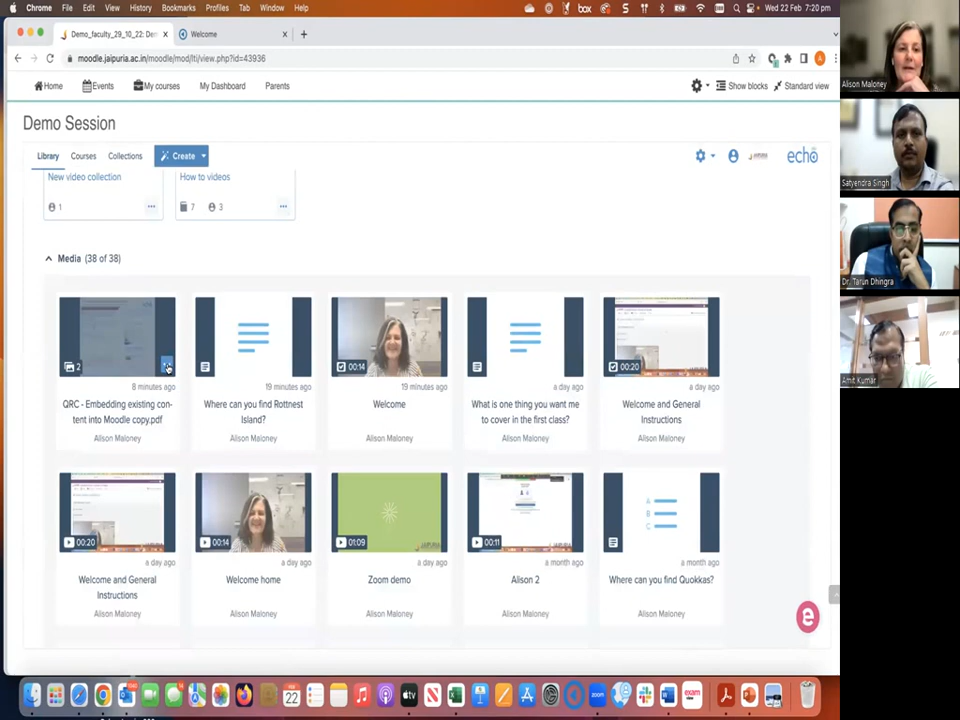 Chrome File Edit View History Bookmarks Profiles Tab Window Help
box
Wed 22 Feb 7:20 pm
Demo_faculty_29_10_22: Dem
Welcome
moodle.jaipuria.ac.in/moodle/mod/lti/view.php?id=43936
Home Events My courses My Dashboard Parents
Show blocks Standard view
Demo Session
Library Courses Collections Create
echo
New video collection
How to videos
1
7 3
Media (38 of 38)
2
00:14
00:20
8 minutes ago
19 minutes ago
19 minutes ago
a day ago
a day ago
QRC - Embedding existing con-
tent into Moodle copy.pdf
Alison Maloney
Where can you find Rottnest
Island?
Alison Maloney
Welcome
Alison Maloney
What is one thing you want me
to cover in the first class?
Alison Maloney
Welcome and General
Instructions
Alison Maloney
00:20
00:14
01:09
00:11
A
B
C
a day ago
a day ago
a day ago
a month ago
a month ago
Welcome and General
Instructions
Alison Maloney
Welcome home
Alison Maloney
Zoom demo
Alison Maloney
Alison 2
Alison Maloney
Where can you find Quokkas?
Alison Maloney
Alison Maloney
Satyendra Singh
Dr. Tarun Dhingra
Amit Kumar
FEB
22
tv
zoom
exam
view